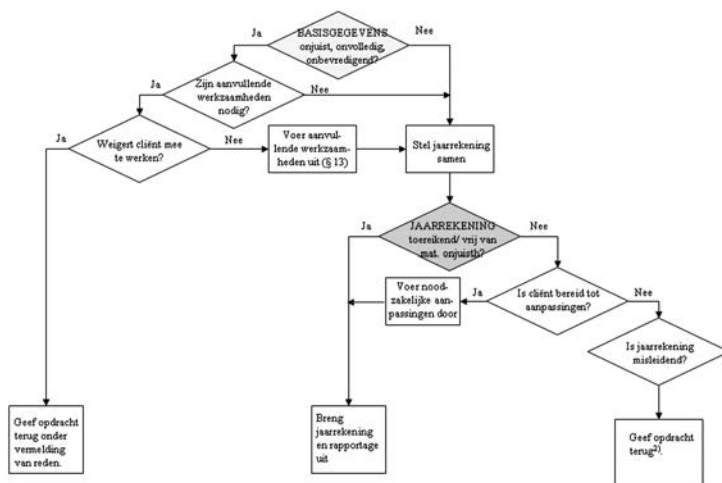 Ja
BASISGEGEVENS
onjuist, onvolledig,
onbevredigend?
Nee
Ja
Zijn aanvullende
werkzaamheden
nodig?
Nee
Ja
Weigert cliënt mee
te werken?
Nee
Voer aanvul-
lende werkzaam-
heden uit (§ 13)
Stel jaarrekening
samen
Ja
JAARREKENING
toereikend/ vrij van
mat. onjuisth?
Nee
Voer nood-
zakelijke aan-
passingen door
Ja
Is cliënt bereid tot
aanpassingen?
Nee
Is jaarrekening
misleidend?
Geef opdracht
terug onder
vermelding
van reden.
Breng
jaarrekening
en rapportage
uit
Geef opdracht
terug²⁾.